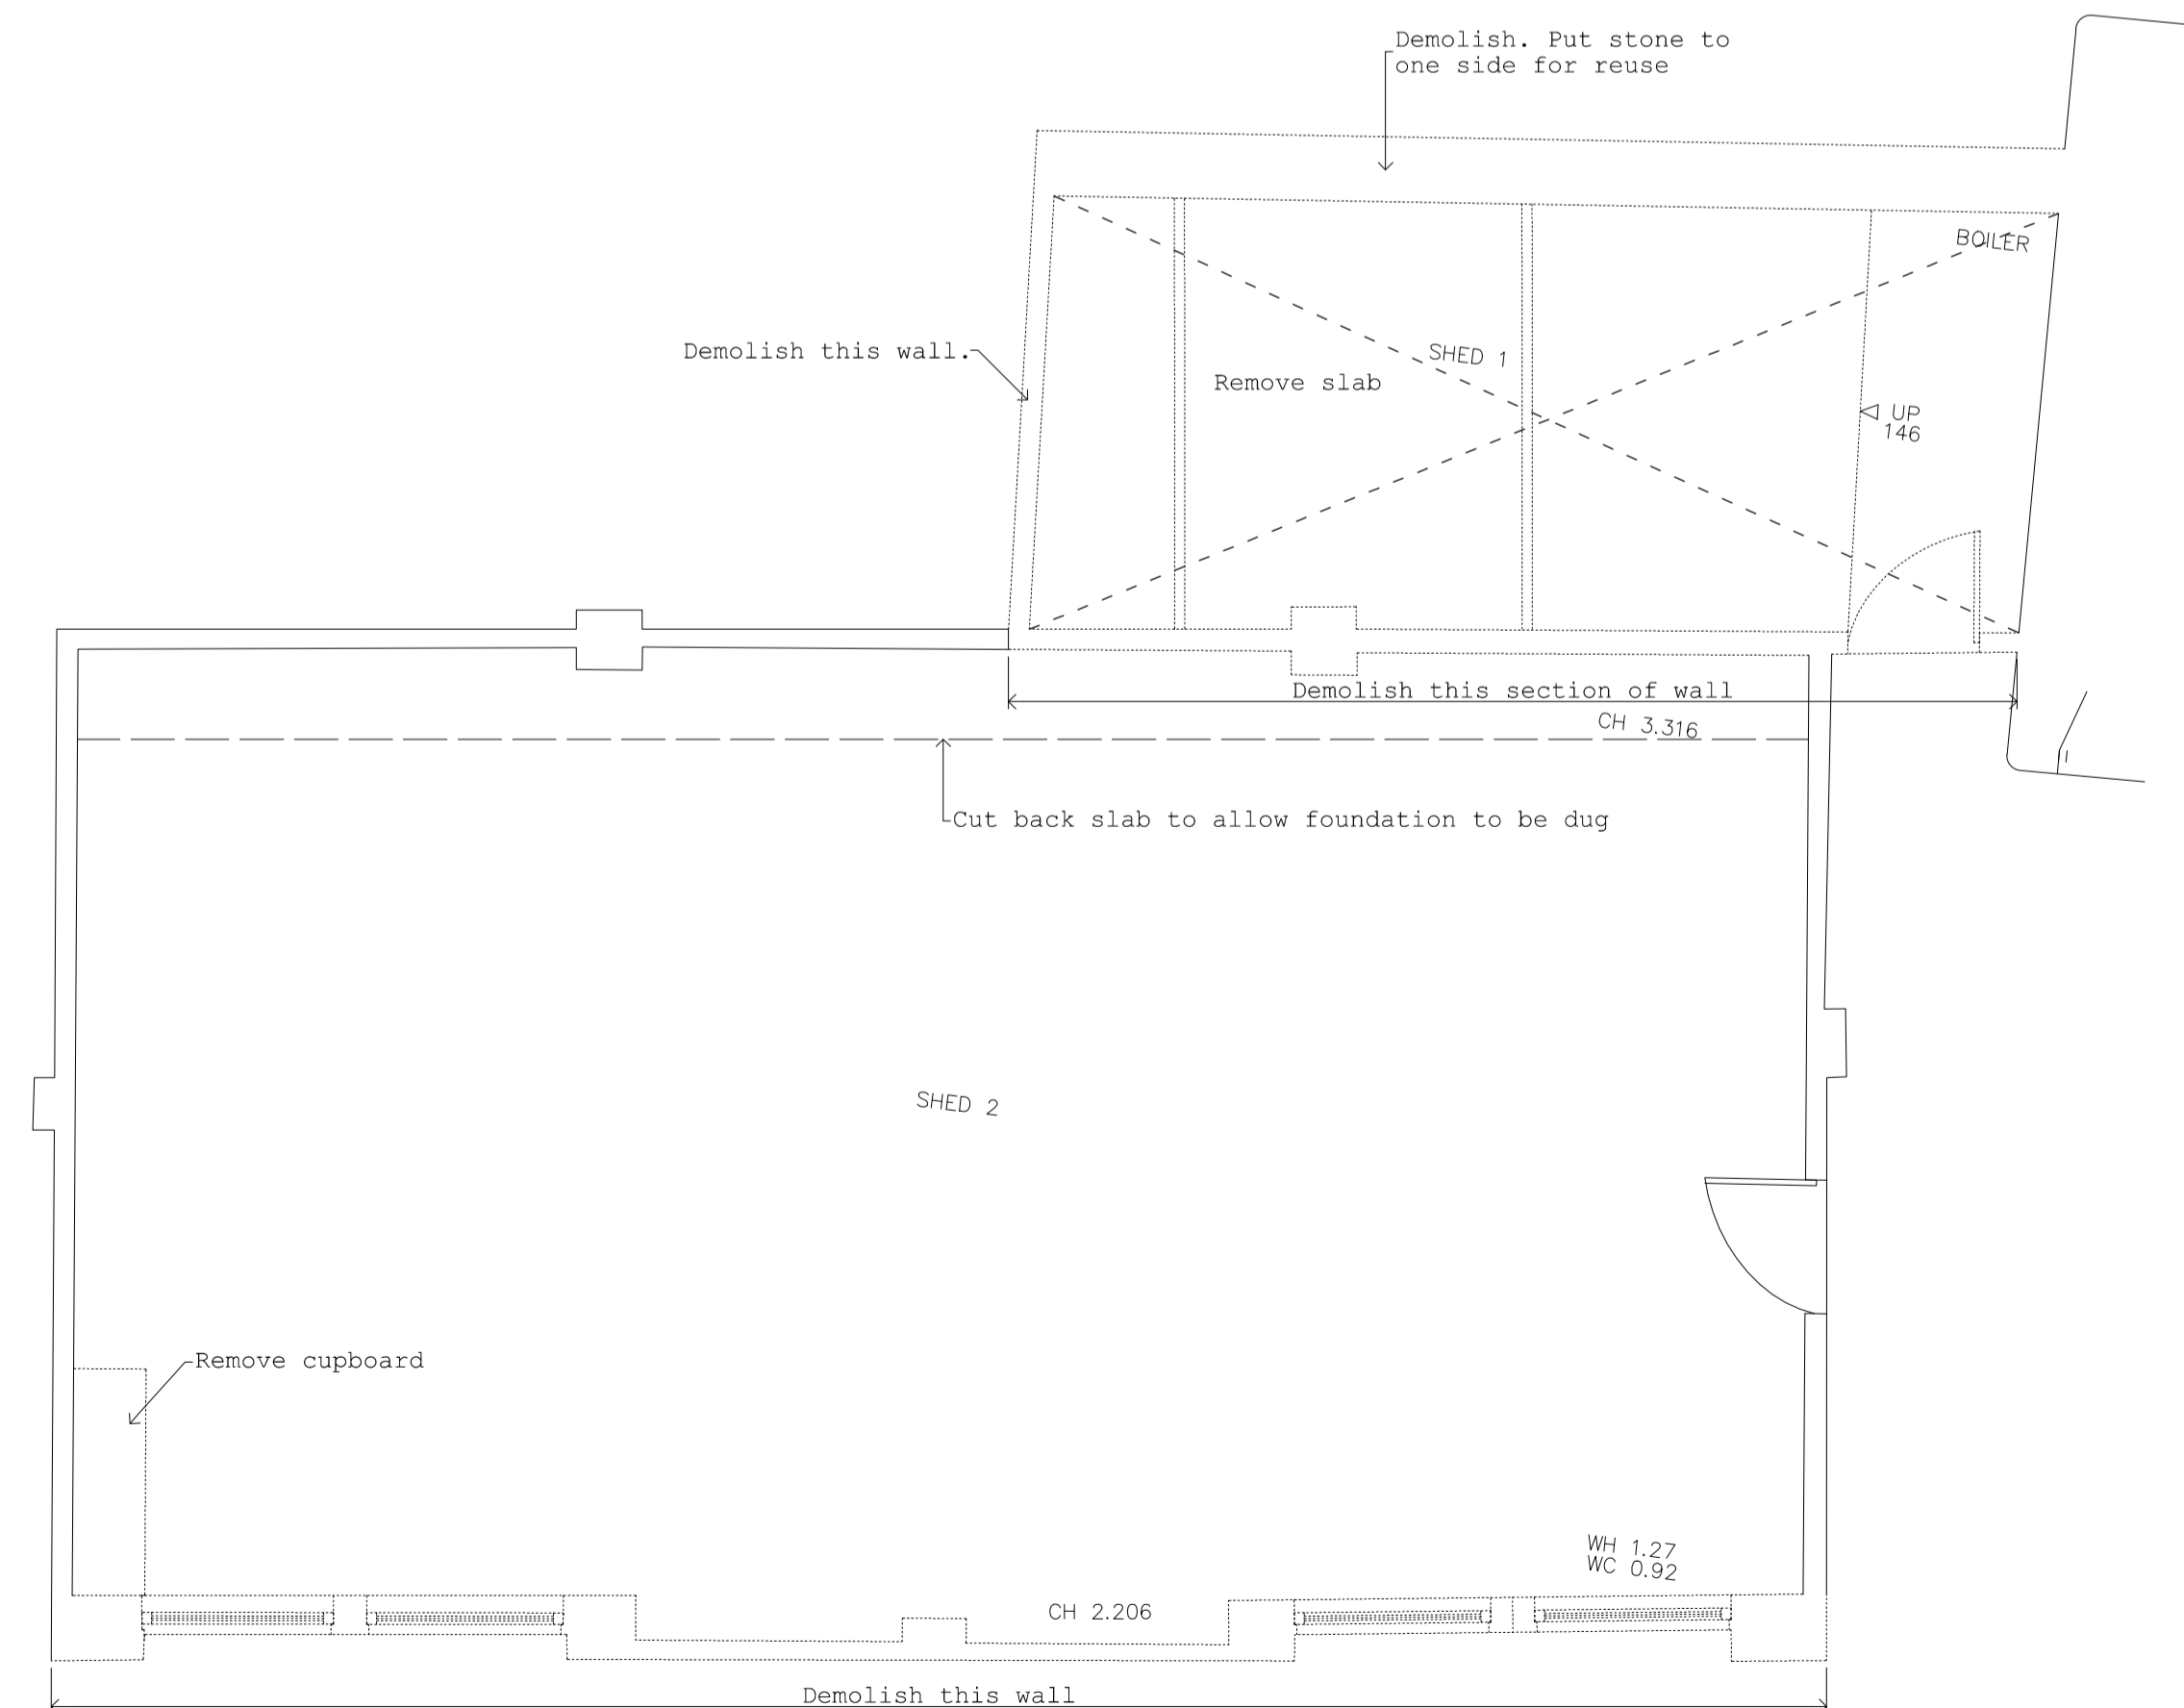 Demolish. Put stone to
one side for reuse
BOILER
Demolish this wall.
SHED 1
Remove slab
UP
146
Demolish this section of wall
CH 3.316
Cut back slab to allow foundation to be dug
SHED 2
Remove cupboard
WH 1.27
WC 0.92
CH 2.206
Demolish this wall